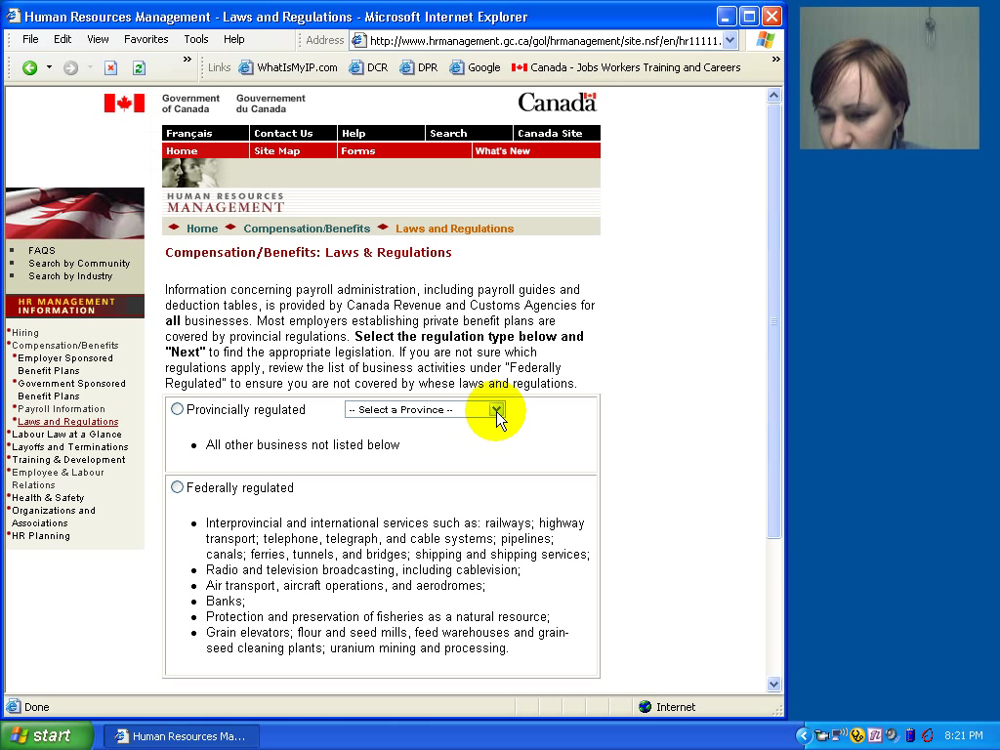 Human Resources Management - Laws and Regulations - Microsoft Internet Explorer
File Edit View Favorites Tools Help
Address http://www.hrmanagement.gc.ca/gol/hrmanagement/site.nsf/en/hr11111.
Links WhatIsMyIP.com DCR DPR Google Canada - Jobs Workers Training and Careers
Government of Canada
Gouvernement du Canada
Canada
Français Contact Us Help Search Canada Site
Home Site Map Forms What's New
HUMAN RESOURCES
MANAGEMENT
Home Compensation/Benefits Laws and Regulations
FAQS
Search by Community
Search by Industry
HR MANAGEMENT
INFORMATION
Hiring
Compensation/Benefits
Employer Sponsored
Benefit Plans
Government Sponsored
Benefit Plans
Payroll Information
Laws and Regulations
Labour Law at a Glance
Layoffs and Terminations
Training & Development
Employee & Labour
Relations
Health & Safety
Organizations and
Associations
HR Planning
Compensation/Benefits: Laws & Regulations
Information concerning payroll administration, including payroll guides and
deduction tables, is provided by Canada Revenue and Customs Agencies for
all businesses. Most employers establishing private benefit plans are
covered by provincial regulations. Select the regulation type below and
"Next" to find the appropriate legislation. If you are not sure which
regulations apply, review the list of business activities under "Federally
Regulated" to ensure you are not covered by whese laws and regulations.
Provincially regulated -- Select a Province --
• All other business not listed below
Federally regulated
• Interprovincial and international services such as: railways; highway
transport; telephone, telegraph, and cable systems; pipelines;
canals; ferries, tunnels, and bridges; shipping and shipping services;
• Radio and television broadcasting, including cablevision;
• Air transport, aircraft operations, and aerodromes;
• Banks;
• Protection and preservation of fisheries as a natural resource;
• Grain elevators; flour and seed mills, feed warehouses and grain-
seed cleaning plants; uranium mining and processing.
Done Internet
start Human Resources Ma... 8:21 PM